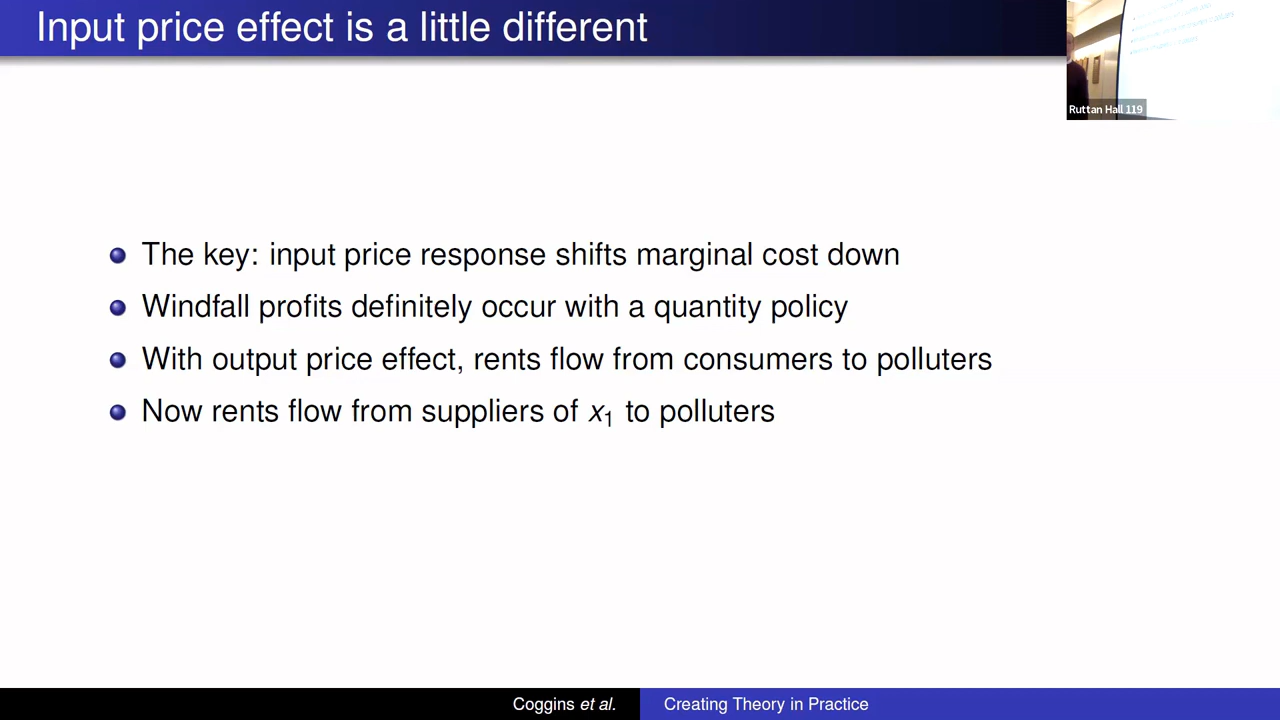 Input price effect is a little different
Ruttan Hall 119
The key: input price response shifts marginal cost down
Windfall profits definitely occur with a quantity policy
With output price effect, rents flow from consumers to polluters
Now rents flow from suppliers of x₁ to polluters
Coggins et al.
Creating Theory in Practice